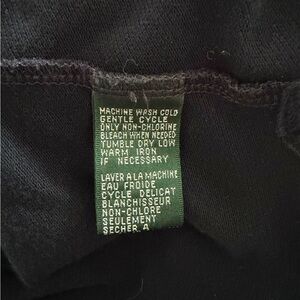 MACHINE WASH COLD
GENTLE CYCLE
ONLY NON-CHLORINE
BLEACH WHEN NEEDED
TUMBLE DRY LOW
WARM IRON
IF NECESSARY
LAVER A LA MACHINE
EAU FROIDE
CYCLE DELICAT
BLANCHISSEUR
NON-CHLORE
SEULEMENT
SECHER A